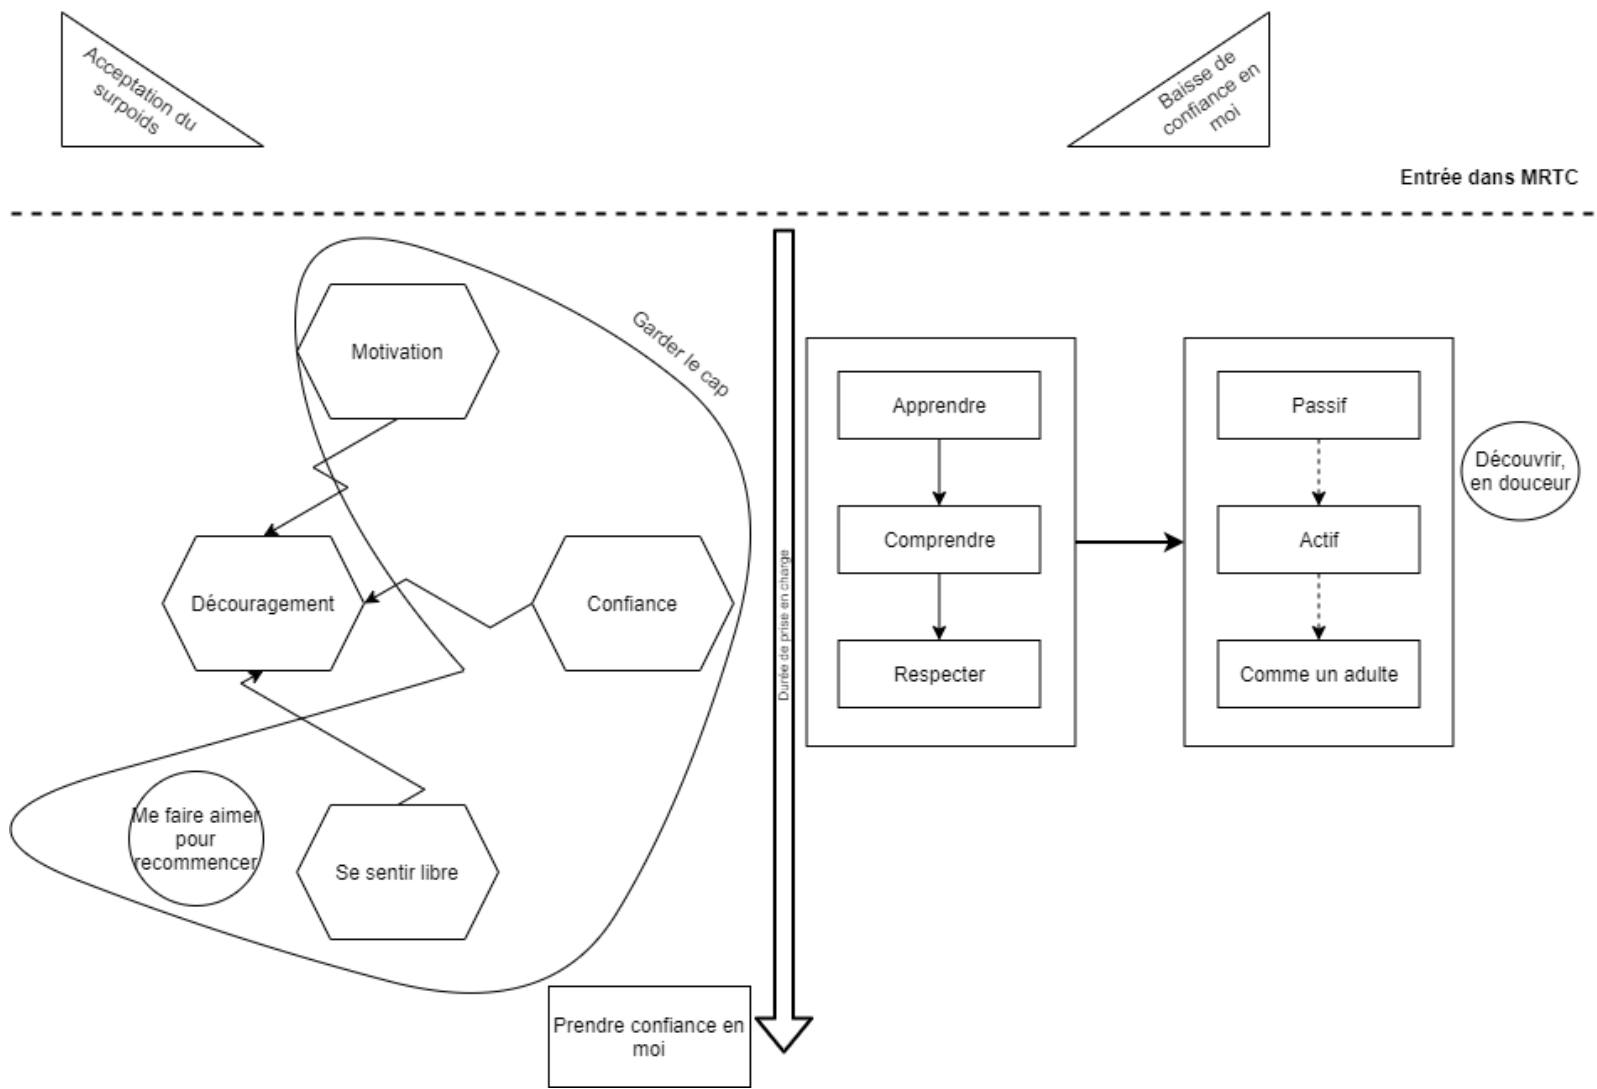 Acceptation du
surpoids
Baisse de
confiance en
moi
Entrée dans MRTC
Motivation
Garder le cap
Découragement
Confiance
Me faire aimer
pour
recommencer
Se sentir libre
Prendre confiance en
moi
Durée de prise en charge
Apprendre
Comprendre
Respecter
Passif
Actif
Comme un adulte
Découvrir,
en douceur